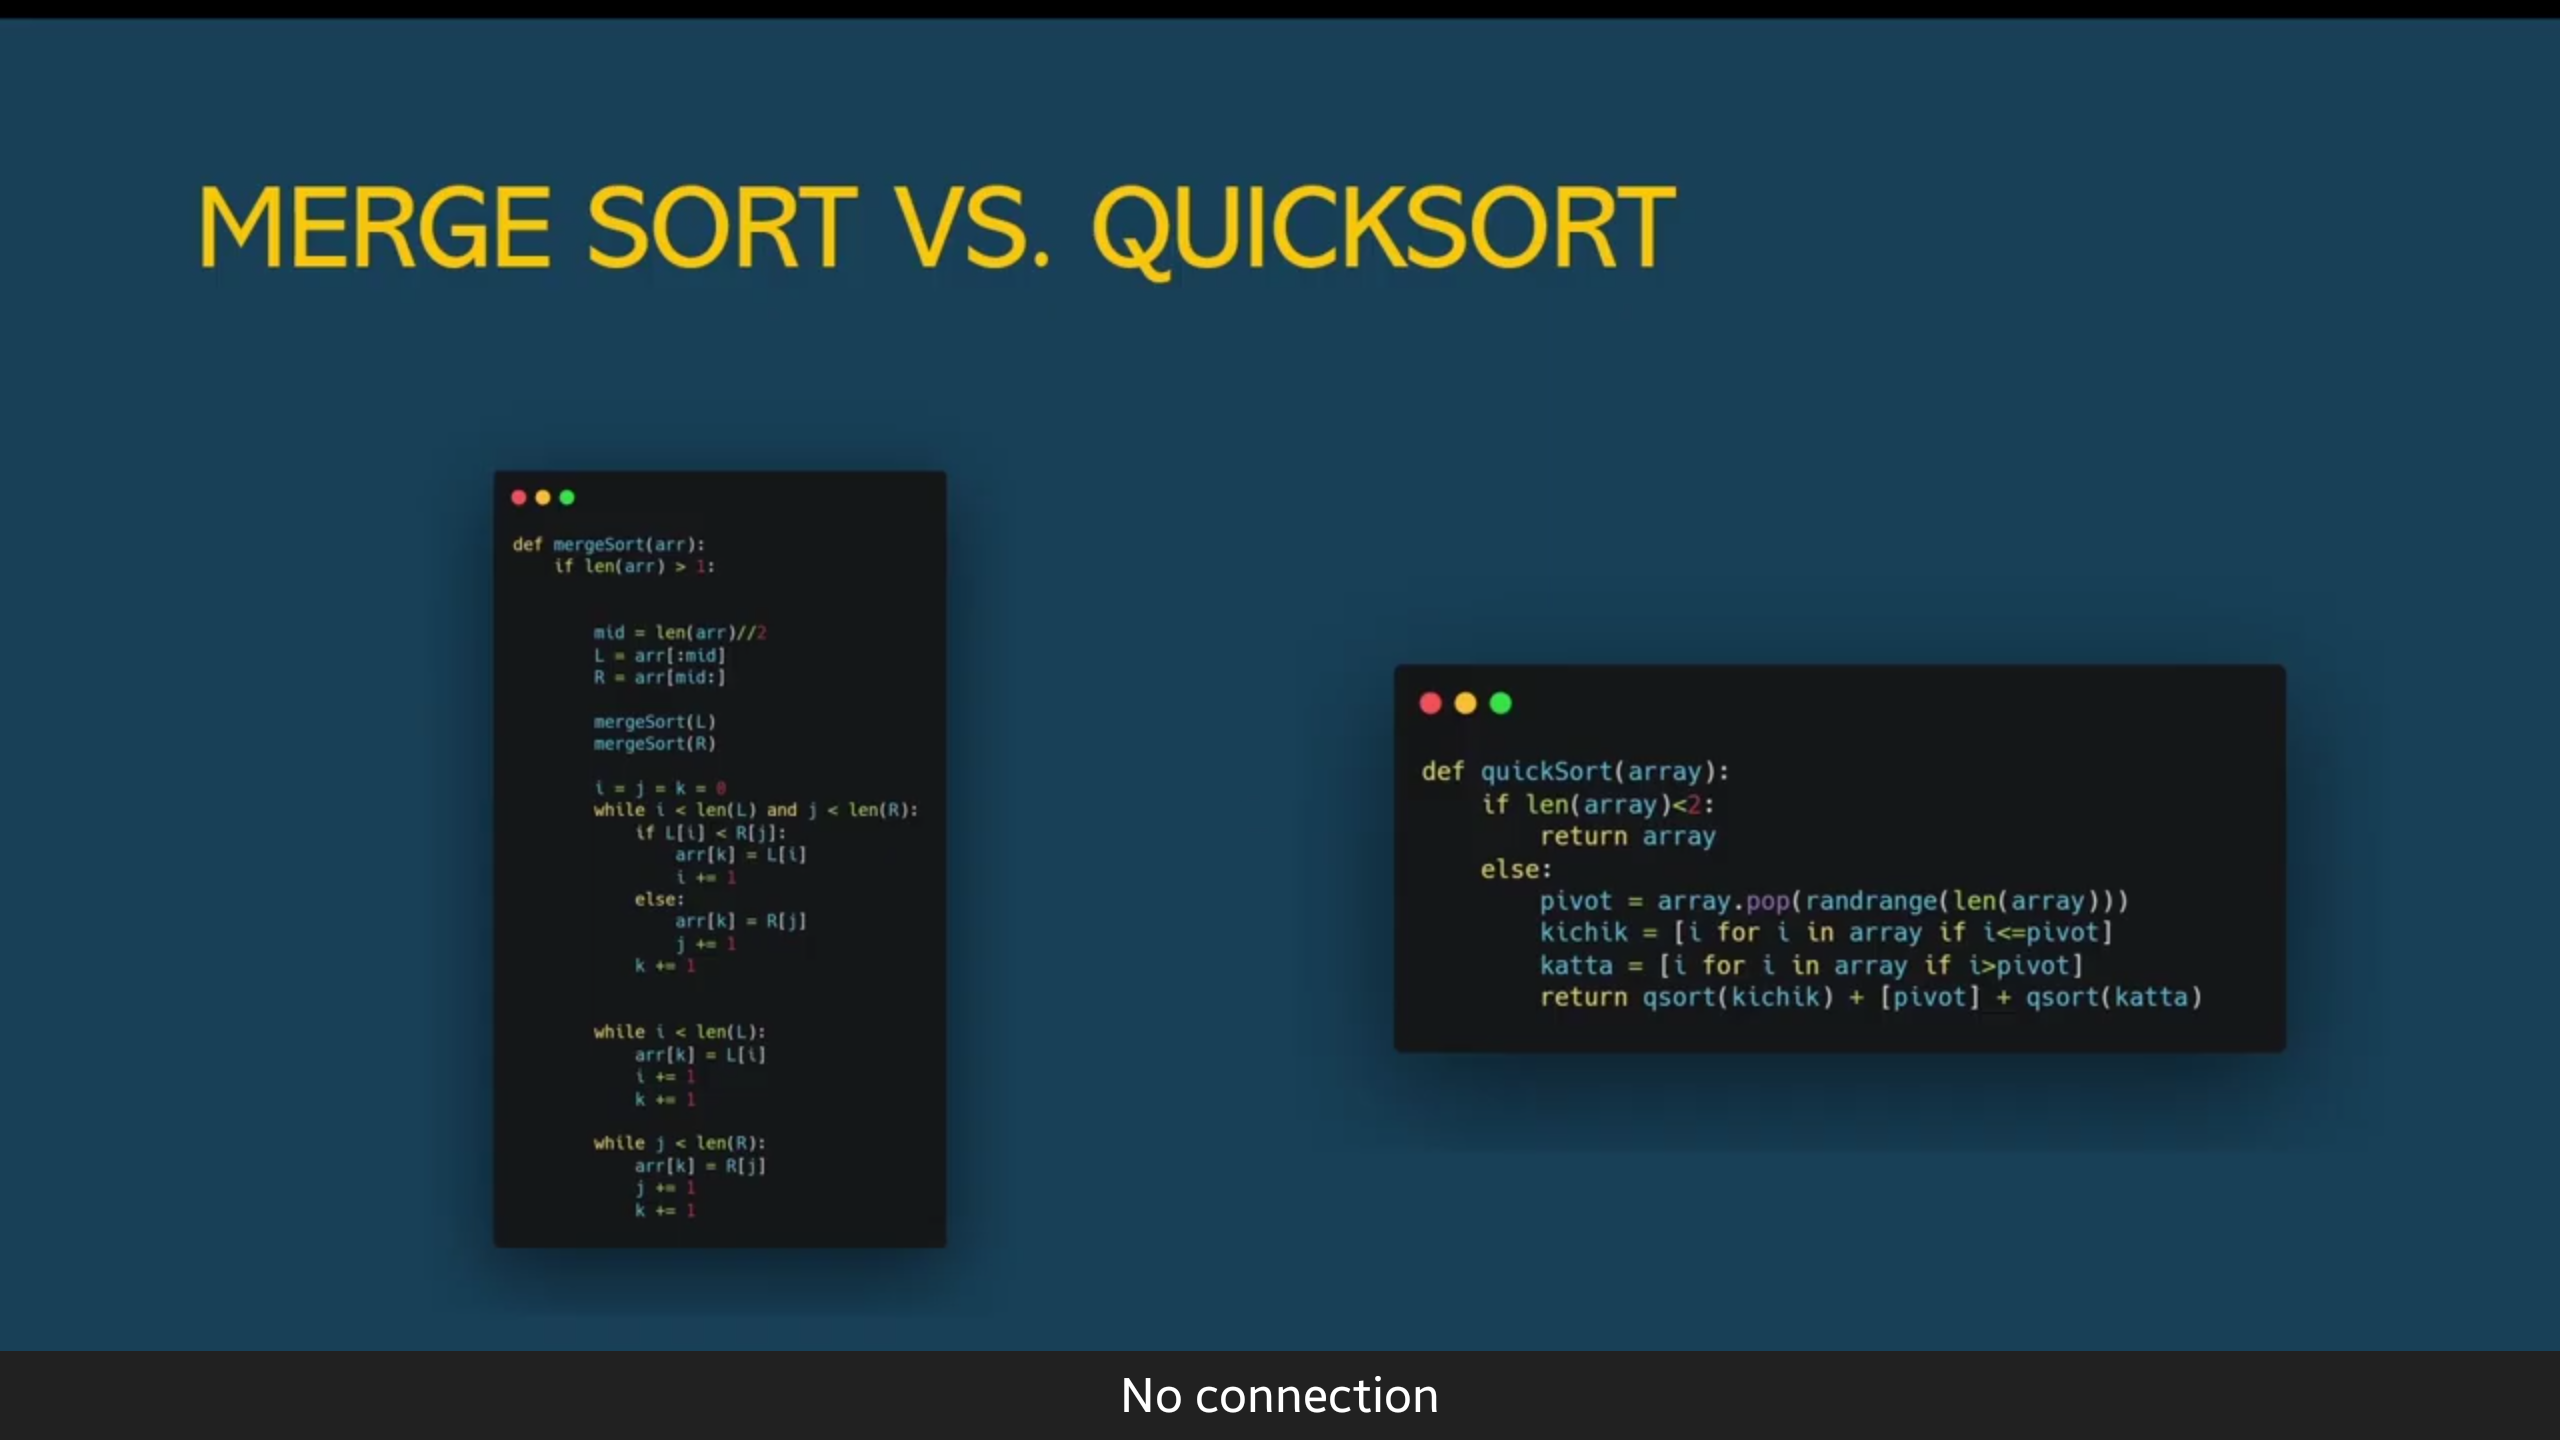 MERGE SORT VS. QUICKSORT
def mergeSort(arr):
    if len(arr) > 1:
        mid = len(arr)//2
        L = arr[:mid]
        R = arr[mid:]
        mergeSort(L)
        mergeSort(R)
        i = j = k = 0
        while i < len(L) and j < len(R):
            if L[i] < R[j]:
                arr[k] = L[i]
                i += 1
            else:
                arr[k] = R[j]
                j += 1
            k += 1
        while i < len(L):
            arr[k] = L[i]
            i += 1
            k += 1
        while j < len(R):
            arr[k] = R[j]
            j += 1
            k += 1
def quickSort(array):
    if len(array)<2:
        return array
    else:
        pivot = array.pop(randrange(len(array)))
        kichik = [i for i in array if i<=pivot]
        katta = [i for i in array if i>pivot]
        return qsort(kichik) + [pivot] + qsort(katta)
No connection